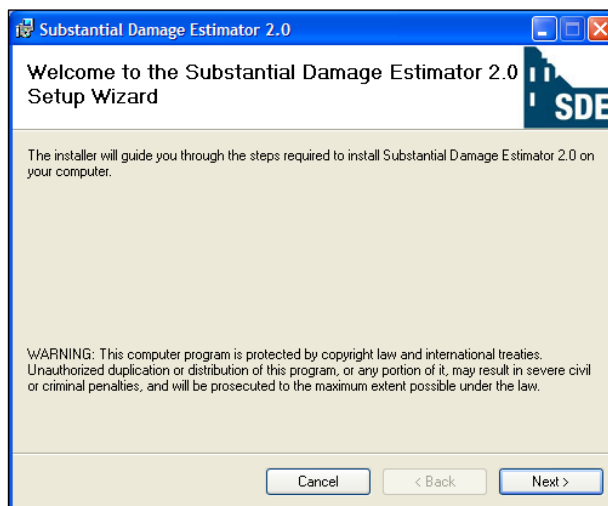 Substantial Damage Estimator 2.0
Welcome to the Substantial Damage Estimator 2.0
Setup Wizard
SDE
The installer will guide you through the steps required to install Substantial Damage Estimator 2.0 on
your computer.
WARNING: This computer program is protected by copyright law and international treaties.
Unauthorized duplication or distribution of this program, or any portion of it, may result in severe civil
or criminal penalties, and will be prosecuted to the maximum extent possible under the law.
Cancel < Back Next >